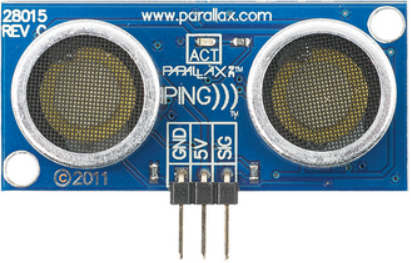 28015
REV C
www.parallax.com
ACT
PARALLAX
PING)))™
GND
5V
SIG
©2011